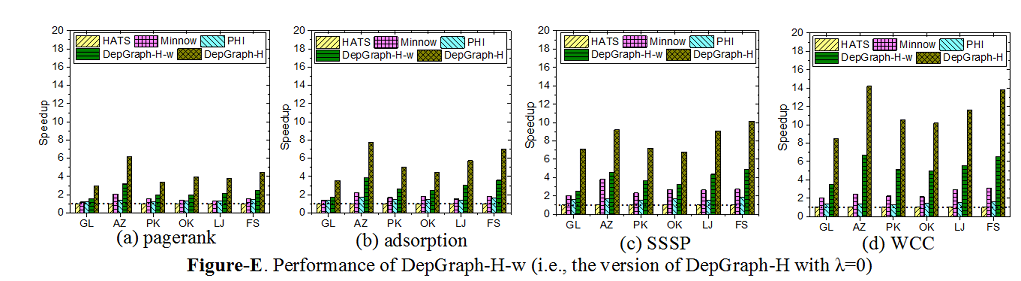 20
18
16
14
12
10
8
6
4
2
0
Speedup
HATS Minnow PHI
DepGraph-H-w DepGraph-H
GL AZ PK OK LJ FS
(a) pagerank
20
18
16
14
12
10
8
6
4
2
0
Speedup
HATS Minnow PHI
DepGraph-H-w DepGraph-H
GL AZ PK OK LJ FS
(b) adsorption
20
18
16
14
12
10
8
6
4
2
0
Speedup
HATS Minnow PHI
DepGraph-H-w DepGraph-H
GL AZ PK OK LJ FS
(c) SSSP
20
18
16
14
12
10
8
6
4
2
0
Speedup
HATS Minnow PHI
DepGraph-H-w DepGraph-H
GL AZ PK OK LJ FS
(d) WCC
Figure-E. Performance of DepGraph-H-w (i.e., the version of DepGraph-H with λ=0)